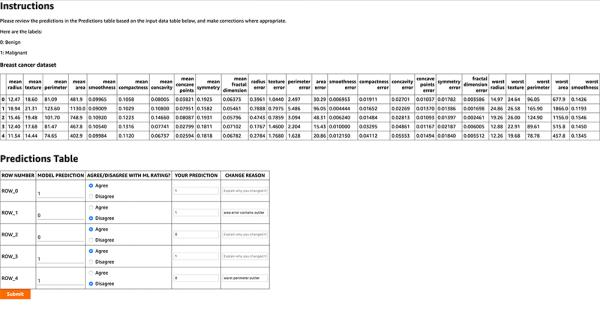 Instructions
Please review the predictions in the Predictions table based on the input data table below, and make corrections where appropriate.
Here are the labels:
0: Benign
1: Malignant
Breast cancer dataset
mean radius mean texture mean perimeter mean area mean smoothness mean compactness mean concavity mean concave points mean symmetry mean fractal dimension radius error texture error perimeter error area error smoothness error compactness error concavity error concave points error symmetry error fractal dimension error worst radius worst texture worst perimeter worst area worst smoothness
0 12.47 18.60 81.09 481.9 0.09965 0.1058 0.08005 0.03821 0.1925 0.06373 0.3961 1.0440 2.497 30.29 0.006953 0.01911 0.02701 0.01037 0.01782 0.003586 14.97 24.64 96.05 677.9 0.1426
1 18.94 21.31 123.60 1130.0 0.09009 0.1029 0.10800 0.07951 0.1582 0.05461 0.7888 0.7975 5.486 96.05 0.004444 0.01652 0.02269 0.01370 0.01386 0.001698 24.86 26.58 165.90 1866.0 0.1193
2 15.46 19.48 101.70 748.9 0.10920 0.1223 0.14660 0.08087 0.1931 0.05796 0.4743 0.7859 3.094 48.31 0.006240 0.01484 0.02813 0.01093 0.01397 0.002461 19.26 26.00 124.90 1156.0 0.1546
3 12.40 17.68 81.47 467.8 0.10540 0.1316 0.07741 0.02799 0.1811 0.07102 0.1767 1.4600 2.204 15.43 0.010000 0.03295 0.04861 0.01167 0.02187 0.006005 12.88 22.91 89.61 515.8 0.1450
4 11.54 14.44 74.65 402.9 0.09984 0.1120 0.06737 0.02594 0.1818 0.06782 0.2784 1.7680 1.628 20.86 0.012150 0.04112 0.05553 0.01494 0.01840 0.005512 12.26 19.68 78.78 457.8 0.1345
Predictions Table
ROW NUMBER MODEL PREDICTION AGREE/DISAGREE WITH ML RATING? YOUR PREDICTION CHANGE REASON
ROW_0 1 Agree 1 Explain why you changed t
Disagree
ROW_1 0 Agree 1 area error contains outlier
Disagree
ROW_2 0 Agree 0 Explain why you changed t
Disagree
ROW_3 1 Agree 1 Explain why you changed t
Disagree
ROW_4 1 Agree 0 worst perimeter outlier
Disagree
Submit